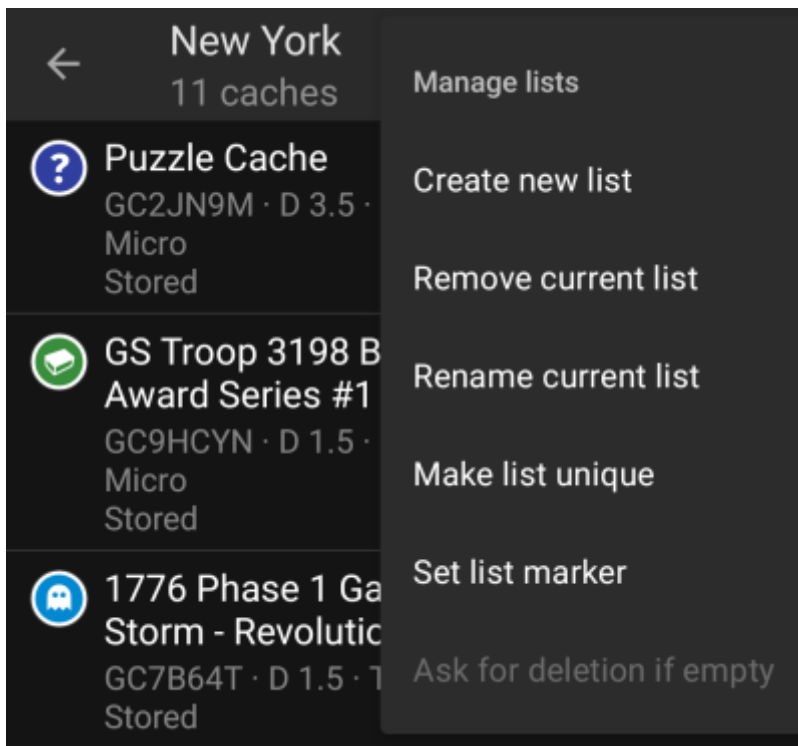 New York
11 caches
Puzzle Cache
GC2JN9M · D 3.5 ·
Micro
Stored
GS Troop 3198 B
Award Series #1
GC9HCYN · D 1.5 ·
Micro
Stored
1776 Phase 1 Ga
Storm - Revolutio
GC7B64T · D 1.5 · T
Stored
Manage lists
Create new list
Remove current list
Rename current list
Make list unique
Set list marker
Ask for deletion if empty